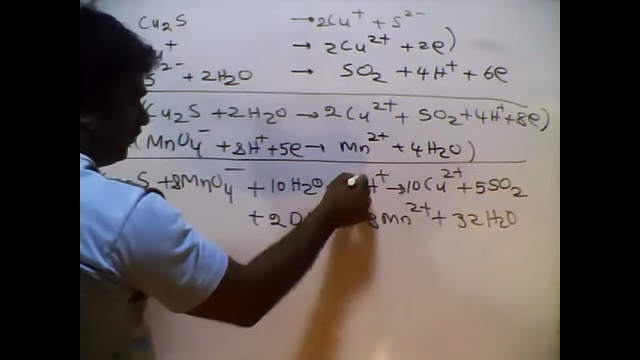 Cu₂S → 2Cu⁺ + S²⁻
→ 2Cu²⁺ + 2e)
S²⁻ + 2H₂O → SO₂ + 4H⁺ + 6e
(Cu₂S + 2H₂O → 2Cu²⁺ + SO₂ + 4H⁺ + 8e)
(MnO₄⁻ + 8H⁺ + 5e → Mn²⁺ + 4H₂O)
S + 8MnO₄⁻ + 10H₂O H⁺ → 10Cu²⁺ + 5SO₂
+ 20 8Mn²⁺ + 32H₂O